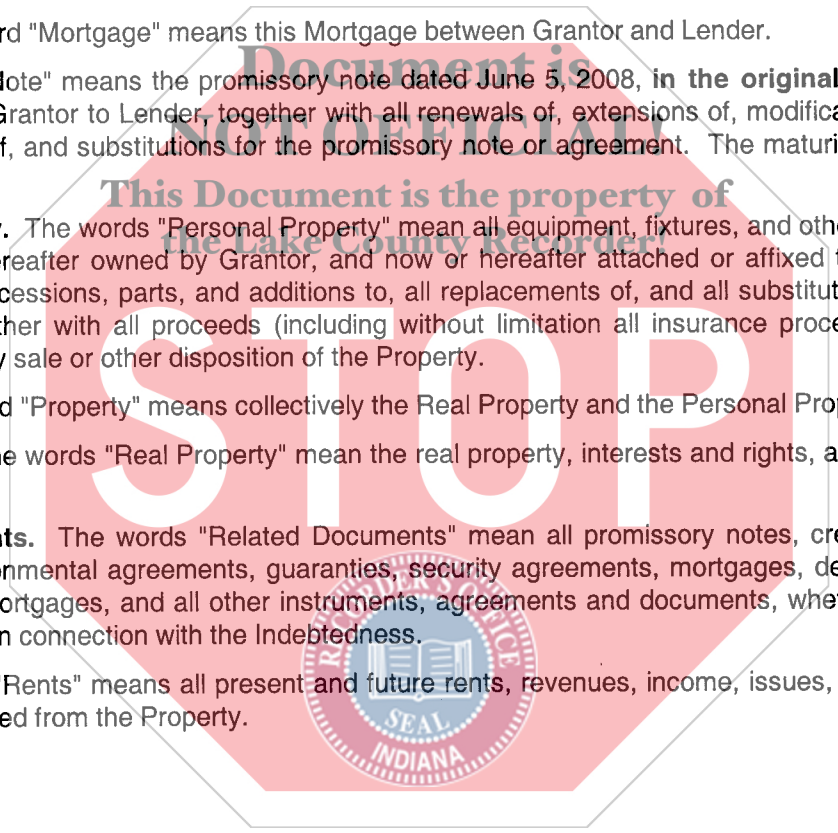 rd "Mortgage" means this Mortgage between Grantor and Lender.
Document is
lote" means the promissory note dated June 5, 2008, in the original
Grantor to Lender, together with all renewals of, extensions of, modifica
NOT OFFICIAL!
f, and substitutions for the promissory note or agreement. The maturi
This Document is the property of
. The words "Personal Property" mean all equipment, fixtures, and oth
the Lake County Recorder!
reafter owned by Grantor, and now or hereafter attached or affixed t
cessions, parts, and additions to, all replacements of, and all substitut
ther with all proceeds (including without limitation all insurance proce
y sale or other disposition of the Property.
STOP
d "Property" means collectively the Real Property and the Personal Prop
e words "Real Property" mean the real property, interests and rights, a
ts. The words "Related Documents" mean all promissory notes, cre
onmental agreements, guaranties, security agreements, mortgages, de
ortgages, and all other instruments, agreements and documents, whet
n connection with the Indebtedness.
RECORDER'S OFFICE
"Rents" means all present and future rents, revenues, income, issues,
ed from the Property.
SEAL
INDIANA